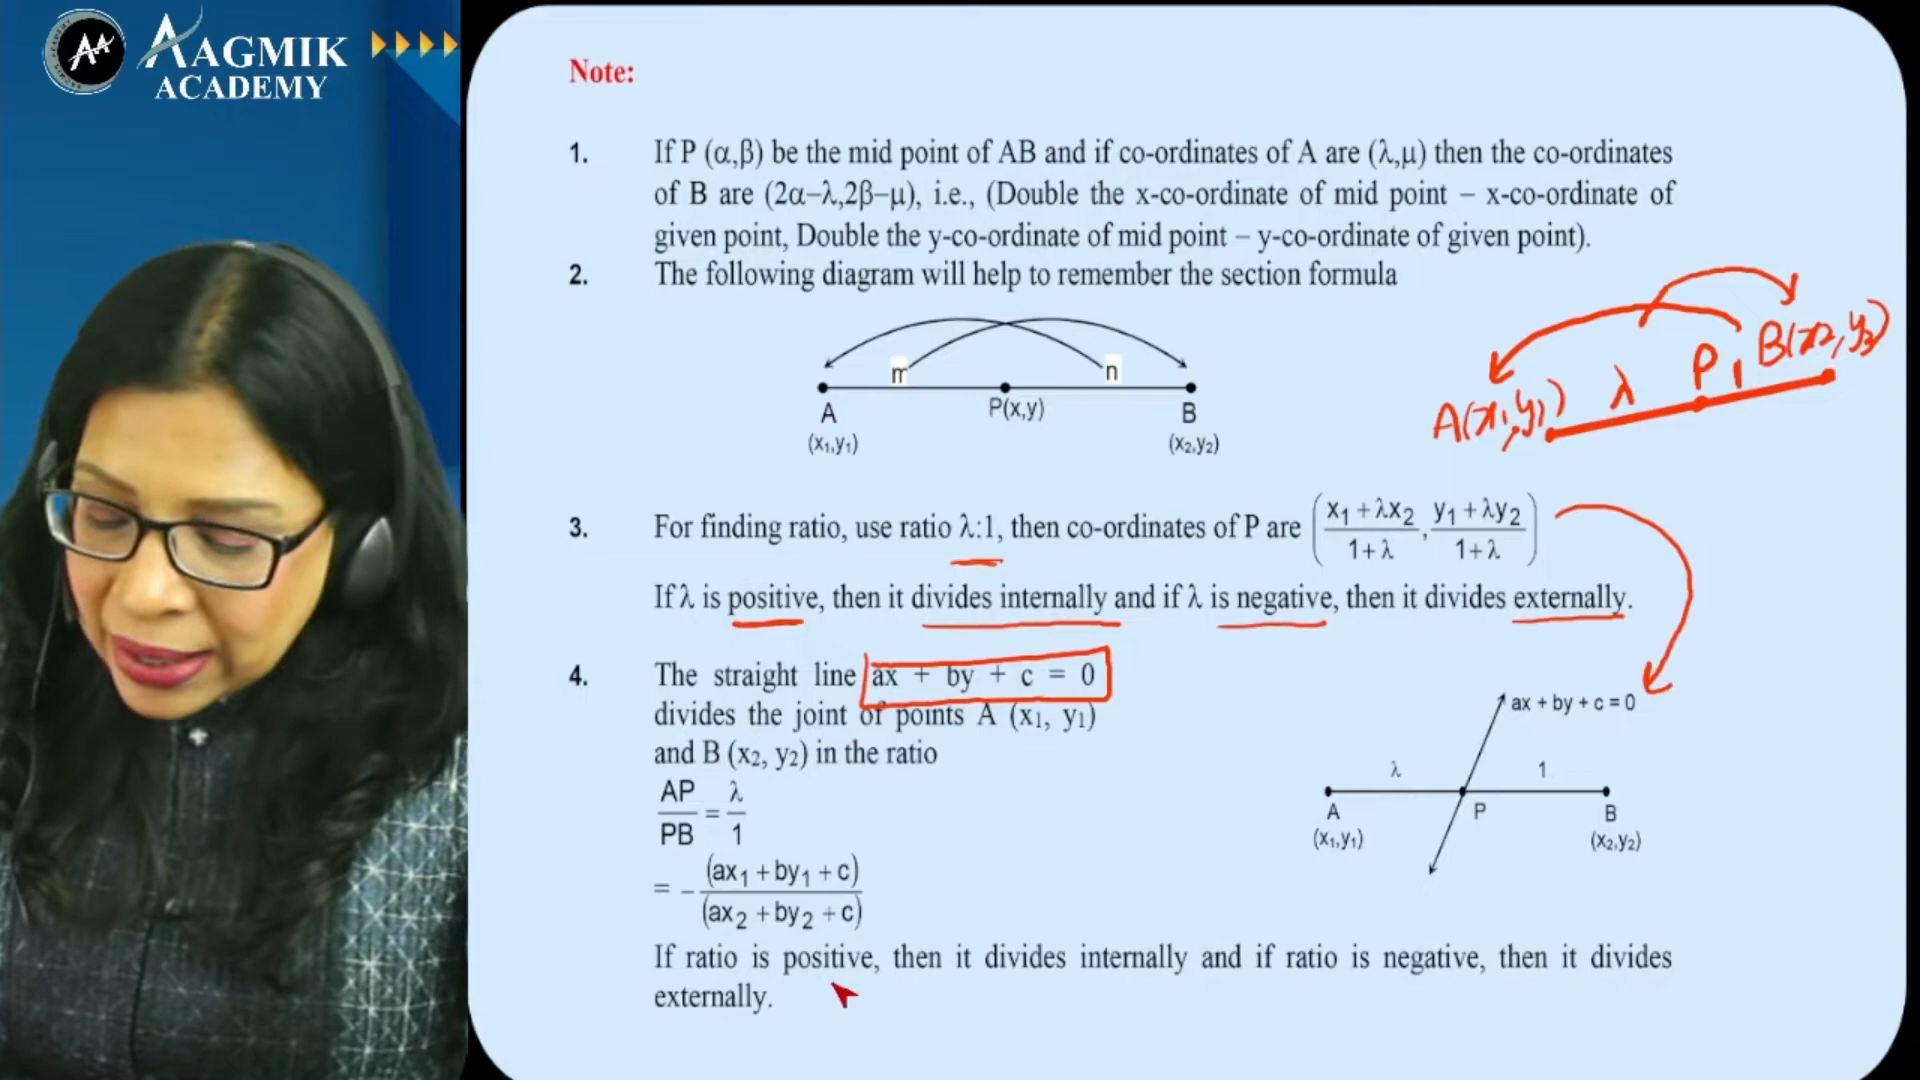 AAGMIK
ACADEMY
Note:
1. If P (α,β) be the mid point of AB and if co-ordinates of A are (λ,μ) then the co-ordinates
of B are (2α–λ,2β–μ), i.e., (Double the x-co-ordinate of mid point – x-co-ordinate of
given point, Double the y-co-ordinate of mid point – y-co-ordinate of given point).
2. The following diagram will help to remember the section formula
m n
A P(x,y) B
(x₁,y₁) (x₂,y₂)
A(x₁,y₁) λ P 1 B(x₂,y₂)
3. For finding ratio, use ratio λ:1, then co-ordinates of P are ((x₁+λx₂)/(1+λ), (y₁+λy₂)/(1+λ))
If λ is positive, then it divides internally and if λ is negative, then it divides externally.
4. The straight line ax + by + c = 0
divides the joint of points A (x₁, y₁)
and B (x₂, y₂) in the ratio
AP/PB = λ/1
= - (ax₁+by₁+c)/(ax₂+by₂+c)
ax + by + c = 0
λ 1
A P B
(x₁,y₁) (x₂,y₂)
If ratio is positive, then it divides internally and if ratio is negative, then it divides
externally.